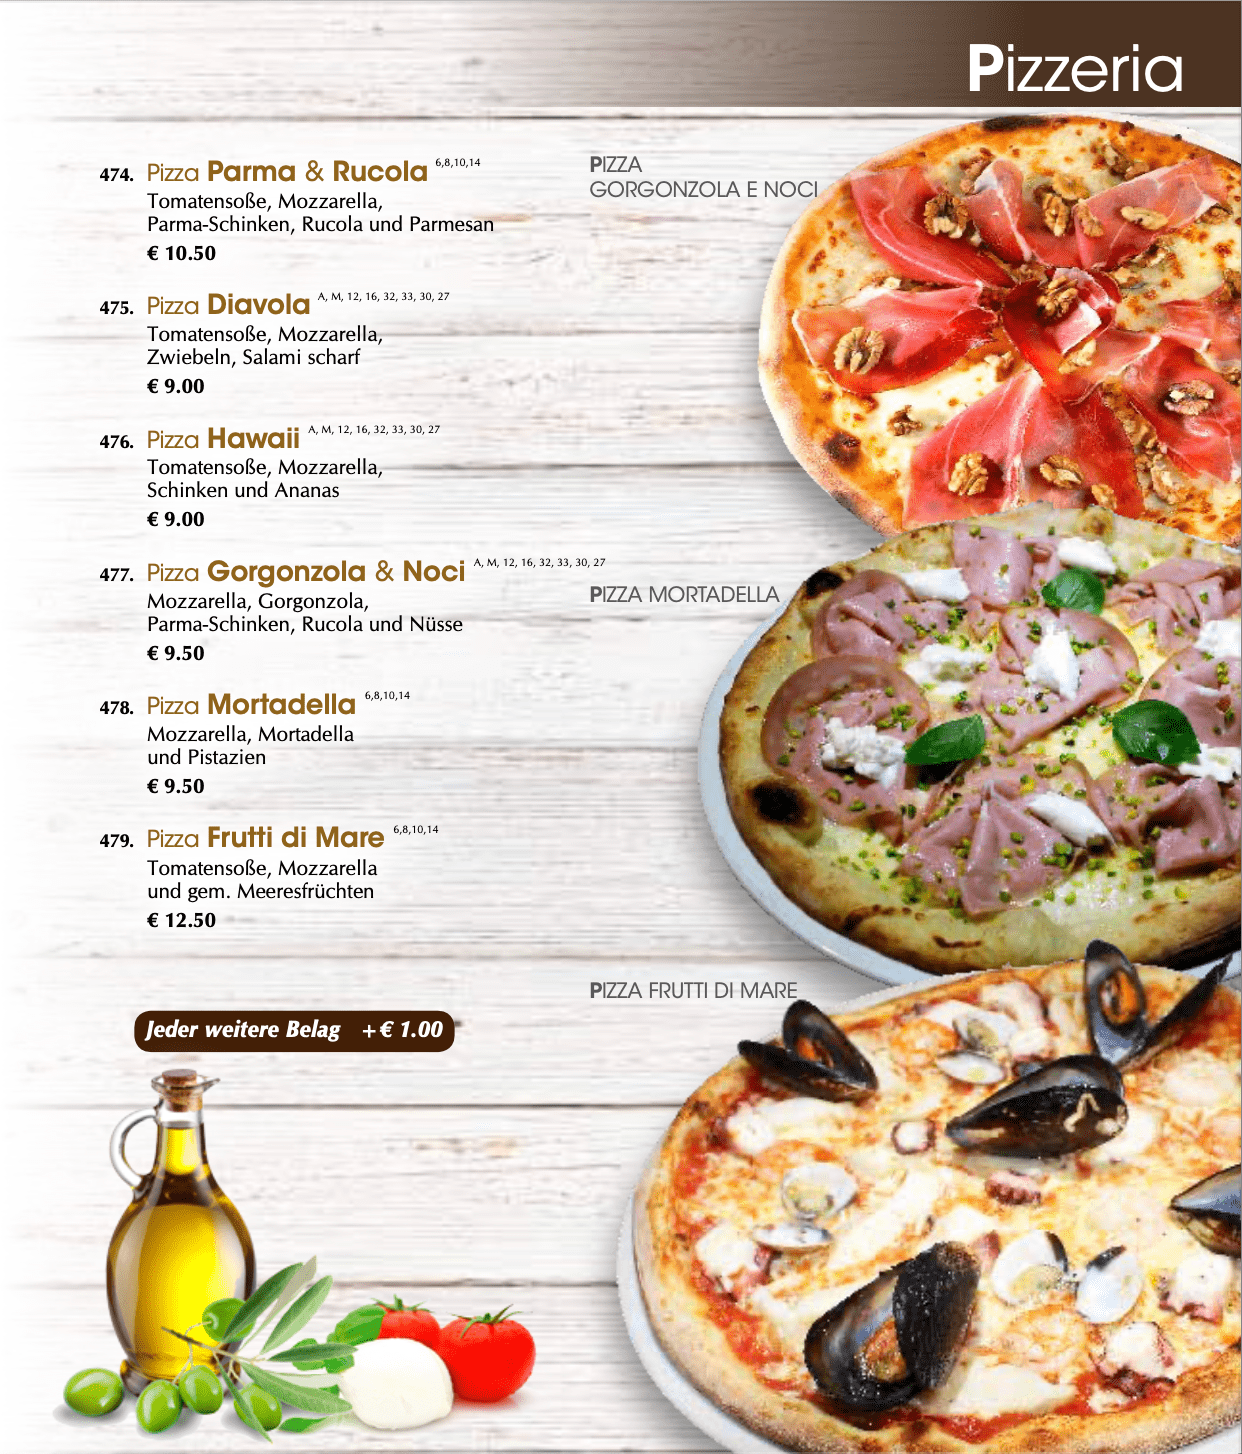 Pizzeria
474. Pizza Parma & Rucola 6,8,10,14
Tomatensoße, Mozzarella,
Parma-Schinken, Rucola und Parmesan
€ 10.50
475. Pizza Diavola A, M, 12, 16, 32, 33, 30, 27
Tomatensoße, Mozzarella,
Zwiebeln, Salami scharf
€ 9.00
476. Pizza Hawaii A, M, 12, 16, 32, 33, 30, 27
Tomatensoße, Mozzarella,
Schinken und Ananas
€ 9.00
477. Pizza Gorgonzola & Noci A, M, 12, 16, 32, 33, 30, 27
Mozzarella, Gorgonzola,
Parma-Schinken, Rucola und Nüsse
€ 9.50
478. Pizza Mortadella 6,8,10,14
Mozzarella, Mortadella
und Pistazien
€ 9.50
479. Pizza Frutti di Mare 6,8,10,14
Tomatensoße, Mozzarella
und gem. Meeresfrüchten
€ 12.50
Jeder weitere Belag + € 1.00
PIZZA
GORGONZOLA E NOCI
PIZZA MORTADELLA
PIZZA FRUTTI DI MARE